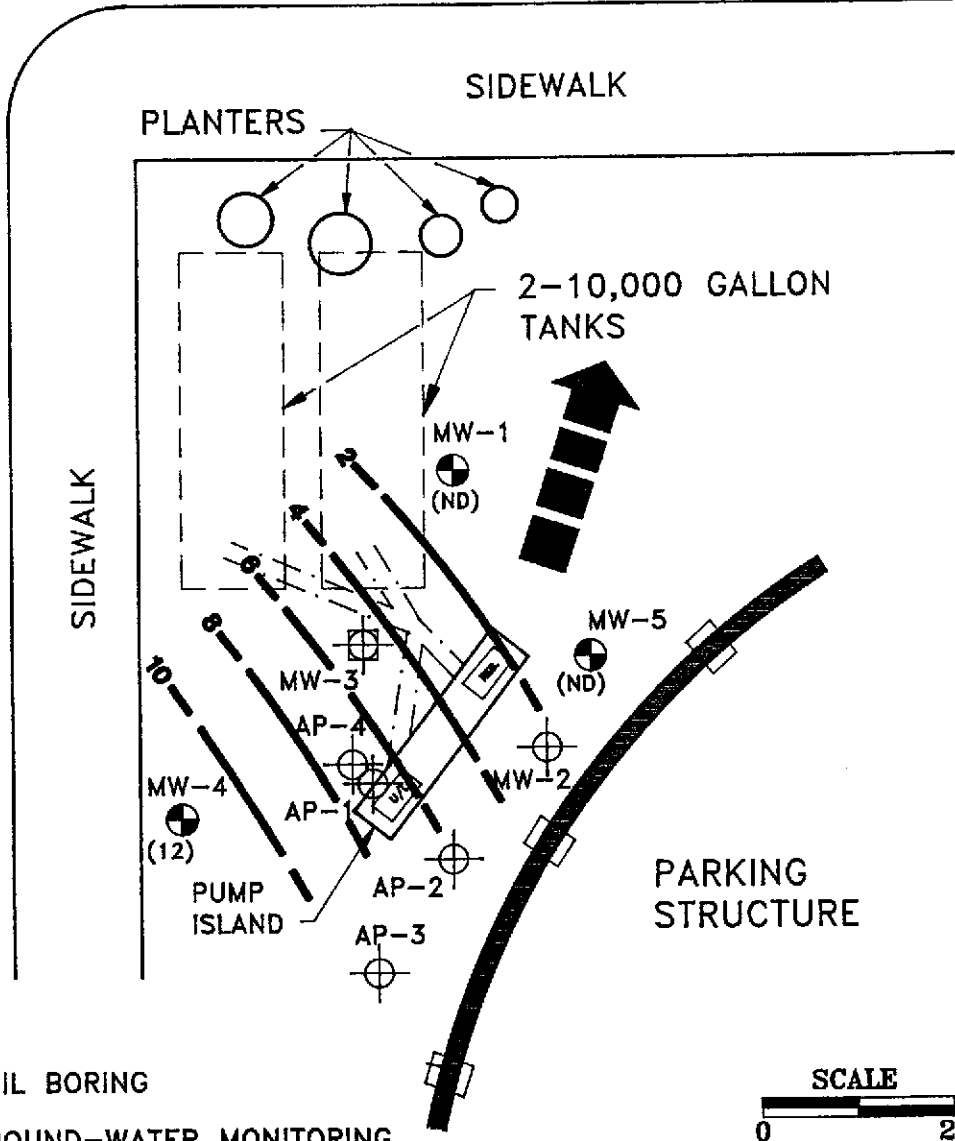 SIDEWALK
PLANTERS
2-10,000 GALLON
TANKS
MW-1
(ND)
2
4
6
8
10
SIDEWALK
MW-5
(ND)
MW-3
REG.
AP-4
MW-2
MW-4
(12)
AP-1
U/L
PUMP
ISLAND
AP-2
AP-3
PARKING
STRUCTURE
IL BORING
OUND-WATER MONITORING
SCALE
0 2